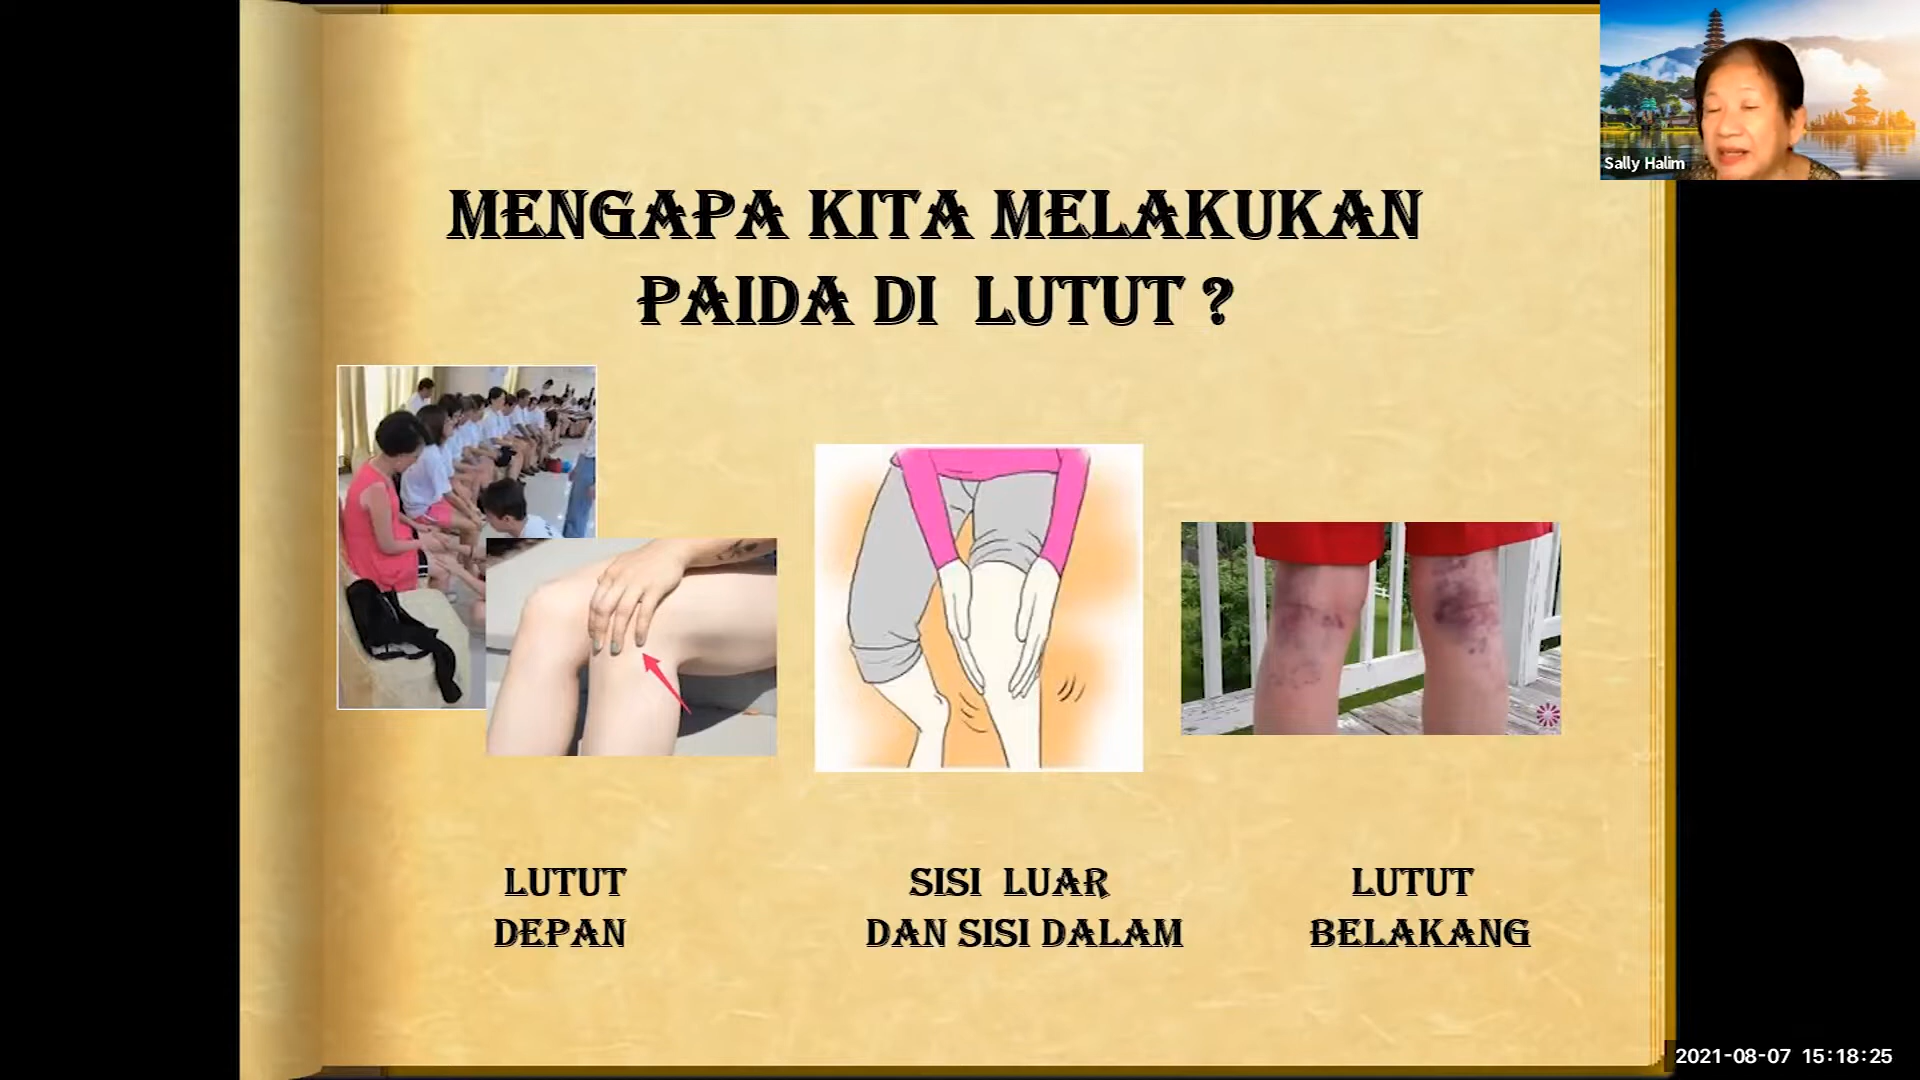 Sally Halim
MENGAPA KITA MELAKUKAN
PAIDA DI LUTUT ?
LUTUT
DEPAN
SISI LUAR
DAN SISI DALAM
LUTUT
BELAKANG
2021-08-07 15:18:25